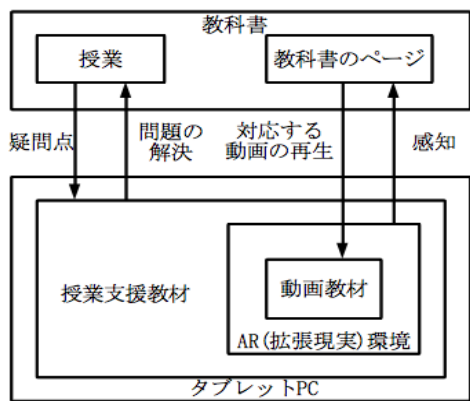 教科書
授業
教科書のページ
疑問点
問題の
解決
対応する
動画の再生
感知
授業支援教材
動画教材
AR(拡張現実)環境
タブレットPC